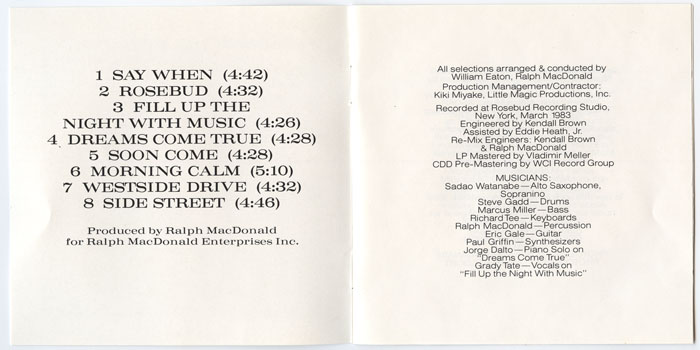 1 SAY WHEN (4:42)
2 ROSEBUD (4:32)
3 FILL UP THE
NIGHT WITH MUSIC (4:26)
4 DREAMS COME TRUE (4:28)
5 SOON COME (4:28)
6 MORNING CALM (5:10)
7 WESTSIDE DRIVE (4:32)
8 SIDE STREET (4:46)
Produced by Ralph MacDonald
for Ralph MacDonald Enterprises Inc.
All selections arranged & conducted by
William Eaton, Ralph MacDonald
Production Management/Contractor:
Kiki Miyake, Little Magic Productions, Inc.
Recorded at Rosebud Recording Studio,
New York, March 1983
Engineered by Kendall Brown
Assisted by Eddie Heath, Jr.
Re-Mix Engineers: Kendall Brown
& Ralph MacDonald
LP Mastered by Vladimir Meller
CDD Pre-Mastering by WCI Record Group
MUSICIANS:
Sadao Watanabe—Alto Saxophone,
Sopranino
Steve Gadd—Drums
Marcus Miller—Bass
Richard Tee—Keyboards
Ralph MacDonald—Percussion
Eric Gale—Guitar
Paul Griffin—Synthesizers
Jorge Dalto—Piano Solo on
"Dreams Come True"
Grady Tate—Vocals on
"Fill Up the Night With Music"